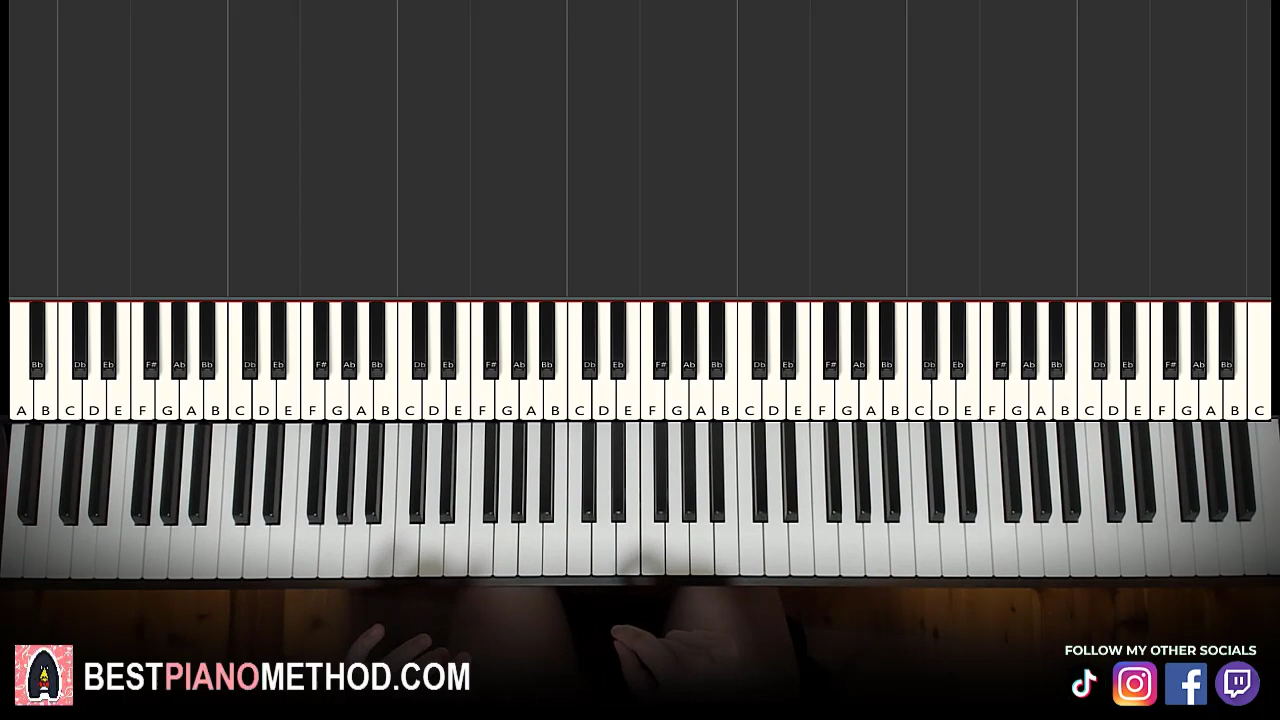 Bb Db Eb F# Ab Bb Db Eb F# Ab Bb Db Eb F# Ab Bb Db Eb F# Ab Bb Db Eb F# Ab Bb Db Eb F# Ab Bb Db Eb F# Ab Bb
A B C D E F G A B C D E F G A B C D E F G A B C D E F G A B C D E F G A B C D E F G A B C D E F G A B C
FOLLOW MY OTHER SOCIALS
BESTPIANOMETHOD.COM